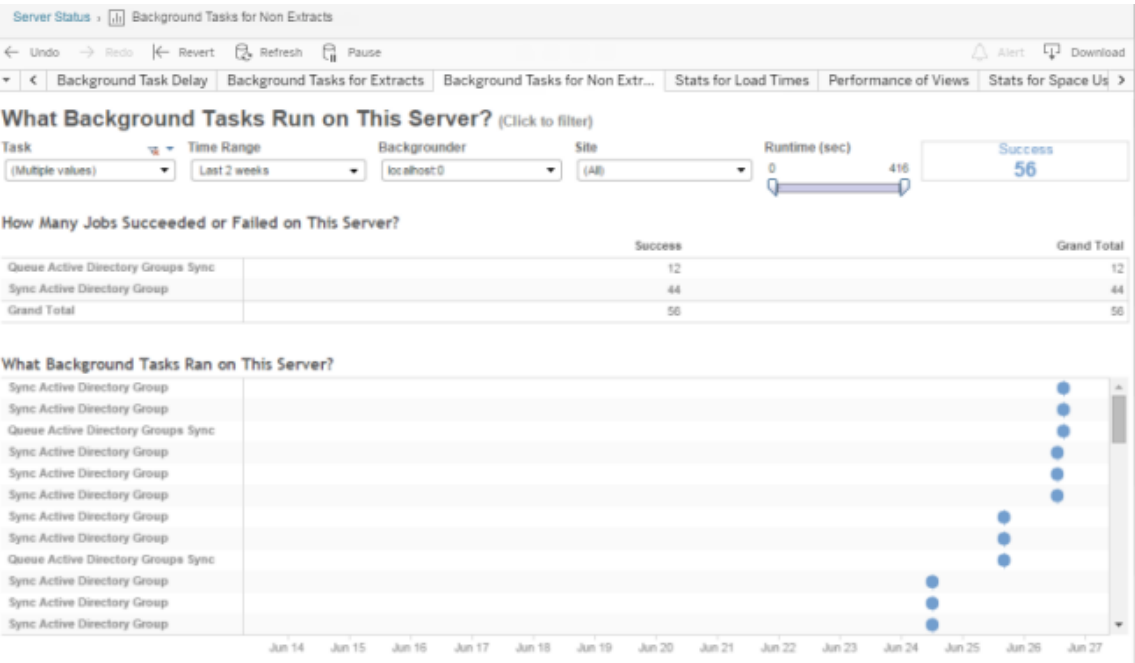 Server Status › Background Tasks for Non Extracts
Undo Redo Revert Refresh Pause Alert Download
Background Task Delay Background Tasks for Extracts Background Tasks for Non Extr... Stats for Load Times Performance of Views Stats for Space Us
What Background Tasks Run on This Server? (Click to filter)
Task Time Range Backgrounder Site Runtime (sec) Success
(Multiple values) Last 2 weeks localhost:0 (All) 0 416 56
How Many Jobs Succeeded or Failed on This Server?
Success Grand Total
Queue Active Directory Groups Sync 12 12
Sync Active Directory Group 44 44
Grand Total 56 56
What Background Tasks Ran on This Server?
Sync Active Directory Group
Sync Active Directory Group
Queue Active Directory Groups Sync
Sync Active Directory Group
Sync Active Directory Group
Sync Active Directory Group
Sync Active Directory Group
Sync Active Directory Group
Queue Active Directory Groups Sync
Sync Active Directory Group
Sync Active Directory Group
Sync Active Directory Group
Jun 14 Jun 15 Jun 16 Jun 17 Jun 18 Jun 19 Jun 20 Jun 21 Jun 22 Jun 23 Jun 24 Jun 25 Jun 26 Jun 27